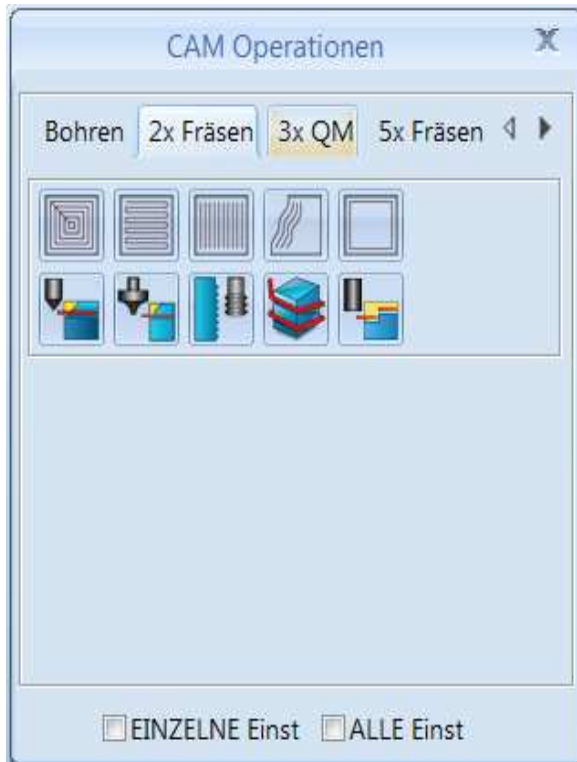 CAM Operationen
Bohren 2x Fräsen 3x QM 5x Fräsen
EINZELNE Einst ALLE Einst